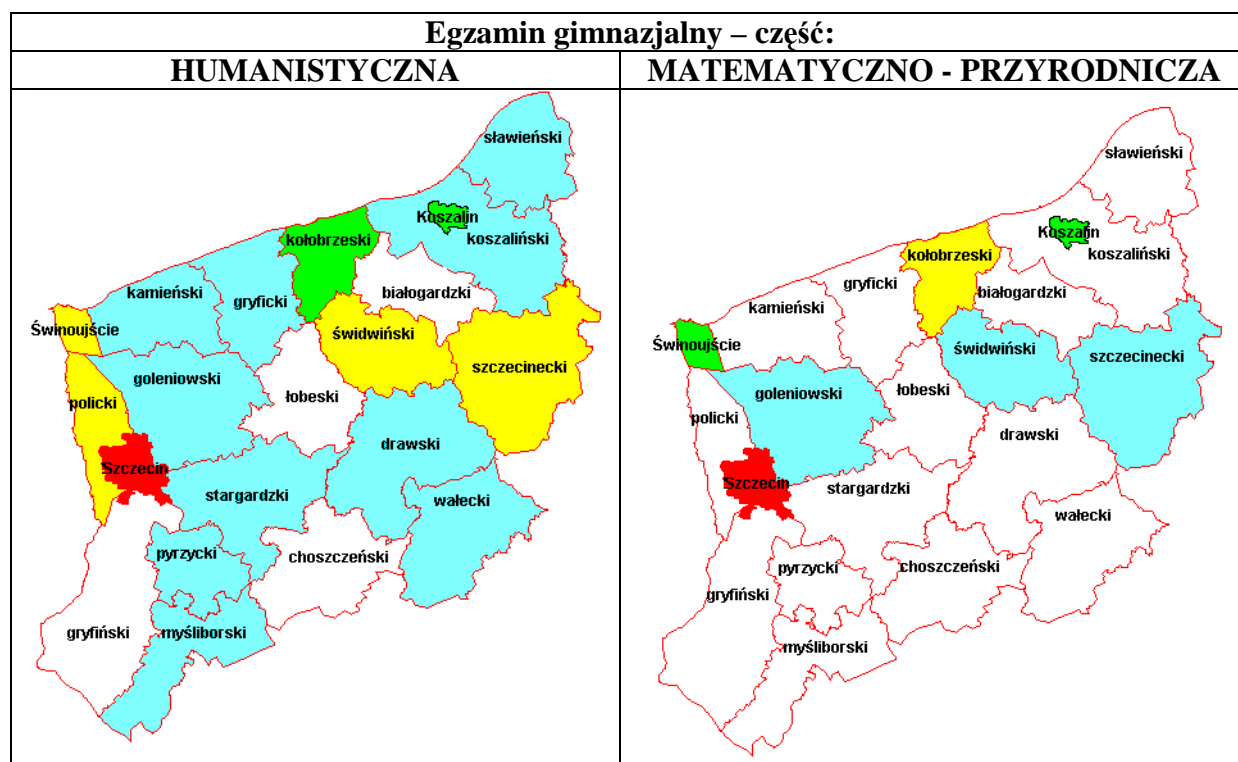 Egzamin gimnazjalny – część:
HUMANISTYCZNA
MATEMATYCZNO - PRZYRODNICZA
sławieński
Koszalin
koszaliński
kołobrzeski
białogardzki
kamieński
gryficki
Świnoujście
świdwiński
szczecinecki
goleniowski
łobeski
policki
drawski
Szczecin
stargardzki
wałecki
pyrzycki
choszczeński
gryfiński
myśliborski
sławieński
Koszalin
koszaliński
kołobrzeski
gryficki
białogardzki
kamieński
Świnoujście
świdwiński
szczecinecki
goleniowski
łobeski
policki
drawski
Szczecin
stargardzki
wałecki
pyrzycki
choszczeński
gryfiński
myśliborski